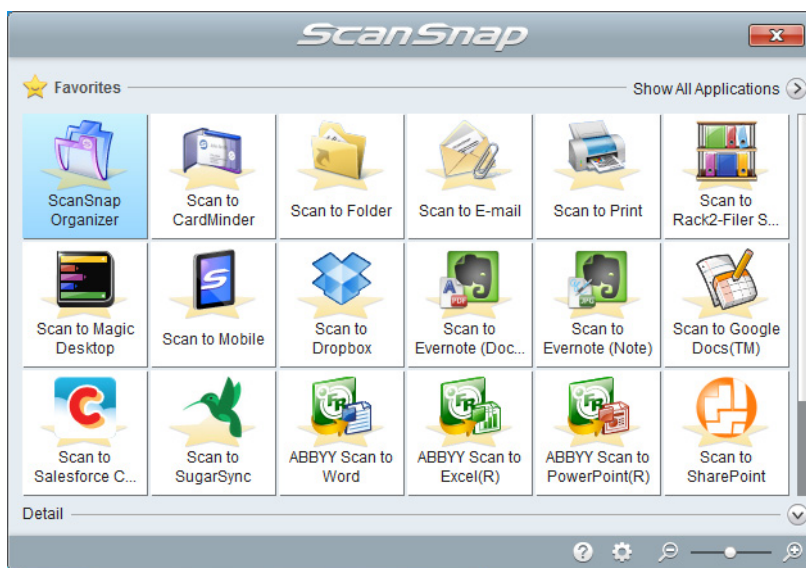 ScanSnap
Favorites
Show All Applications
ScanSnap
Organizer
Scan to
CardMinder
Scan to Folder
Scan to E-mail
Scan to Print
Scan to
Rack2-Filer S...
Scan to Magic
Desktop
Scan to Mobile
Scan to
Dropbox
Scan to
Evernote (Doc...
Scan to
Evernote (Note)
Scan to Google
Docs(TM)
Scan to
Salesforce C...
Scan to
SugarSync
ABBYY Scan to
Word
ABBYY Scan to
Excel(R)
ABBYY Scan to
PowerPoint(R)
Scan to
SharePoint
Detail